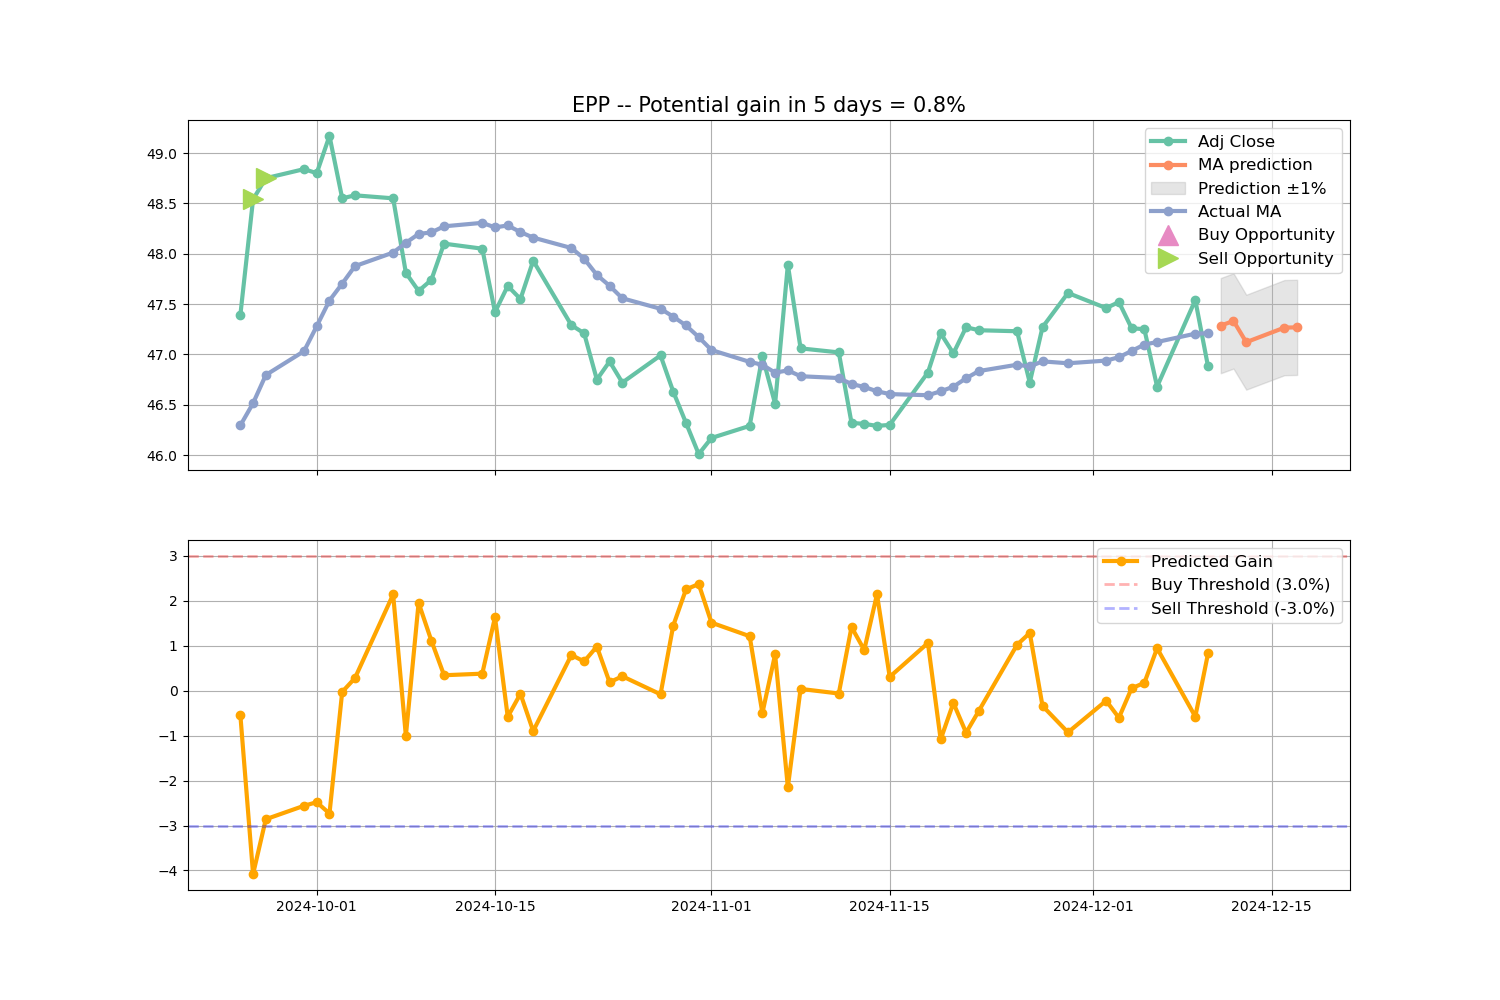 EPP -- Potential gain in 5 days = 0.8%
49.0
48.5
48.0
47.5
47.0
46.5
46.0
Adj Close
MA prediction
Prediction ±1%
Actual MA
Buy Opportunity
Sell Opportunity
3
2
1
0
−1
−2
−3
−4
Predicted Gain
Buy Threshold (3.0%)
Sell Threshold (-3.0%)
2024-10-01
2024-10-15
2024-11-01
2024-11-15
2024-12-01
2024-12-15